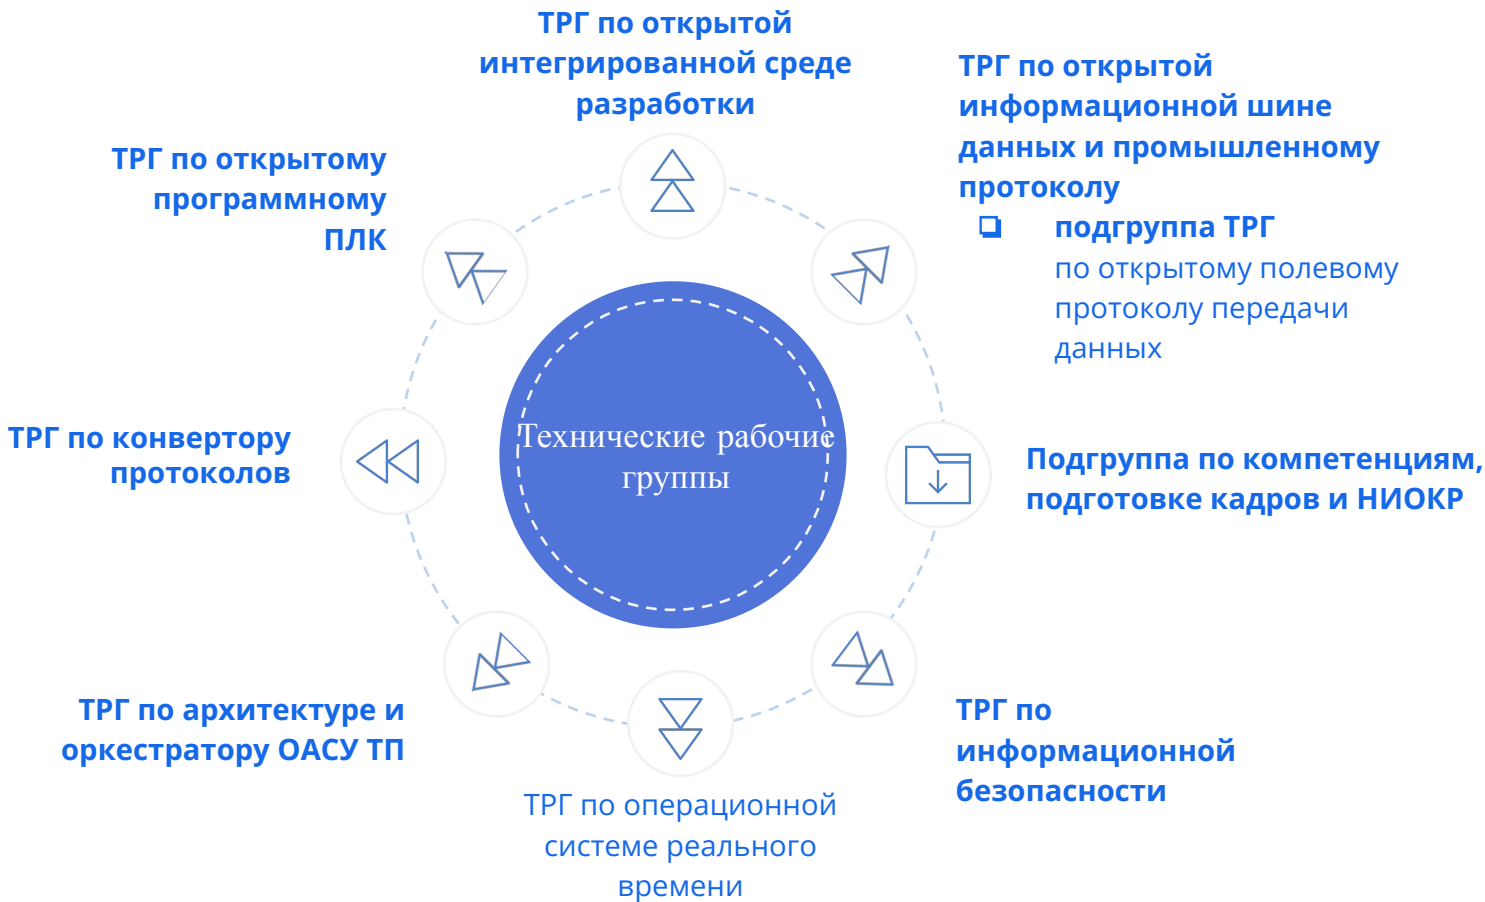 ТРГ по открытой
интегрированной среде
разработки
ТРГ по открытой
информационной шине
данных и промышленному
протоколу
подгруппа ТРГ
по открытому полевому
протоколу передачи
данных
Подгруппа по компетенциям,
подготовке кадров и НИОКР
ТРГ по
информационной
безопасности
ТРГ по операционной
системе реального
времени
ТРГ по архитектуре и
оркестратору ОАСУ ТП
ТРГ по конвертору
протоколов
ТРГ по открытому
программному
ПЛК
Технические рабочие
группы